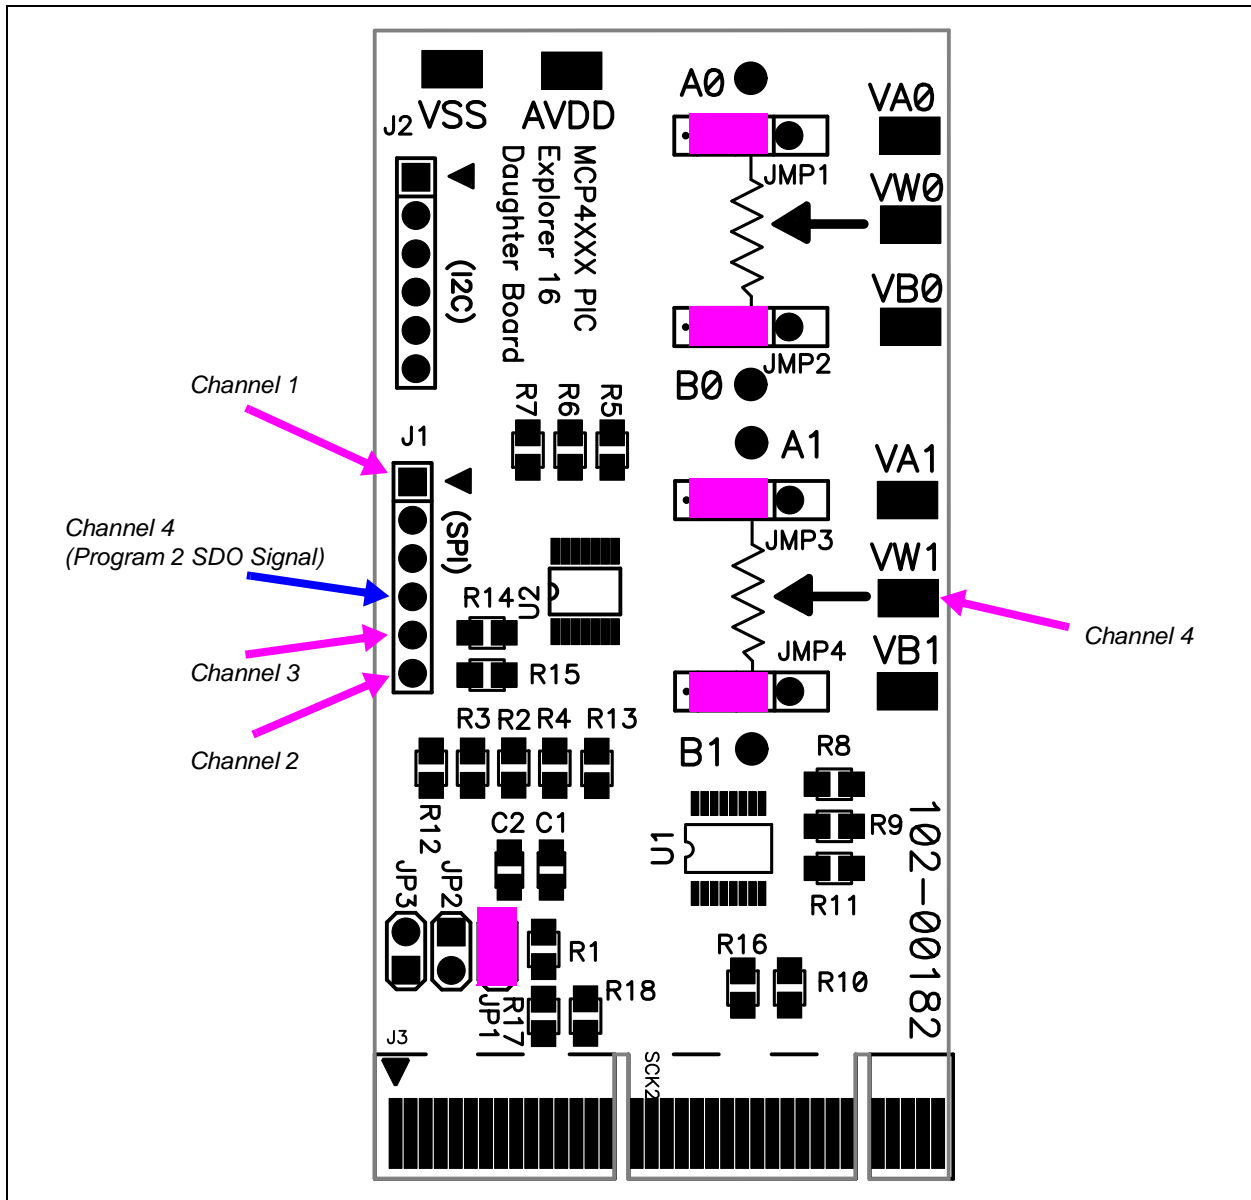 A0
VA0
VSS
AVDD
J2
JMP1
VW0
MCP4XXX PIC
Explorer 16
Daughter Board
(I2C)
VB0
JMP2
B0
Channel 1
R7
R6
R5
J1
A1
VA1
Channel 4
(Program 2 SDO Signal)
(SPI)
JMP3
VW1
U2
R14
Channel 4
JMP4
VB1
Channel 3
R15
R3
R2
R4
R13
B1
R8
Channel 2
R12
C2
C1
U1
R9
102-00182
JP3
JP2
R11
R1
R16
R10
R18
JP1
R17
J3
SCK2